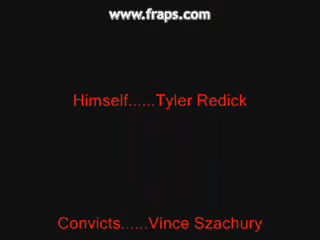 www.fraps.com
Himself......Tyler Redick
Convicts......Vince Szachury